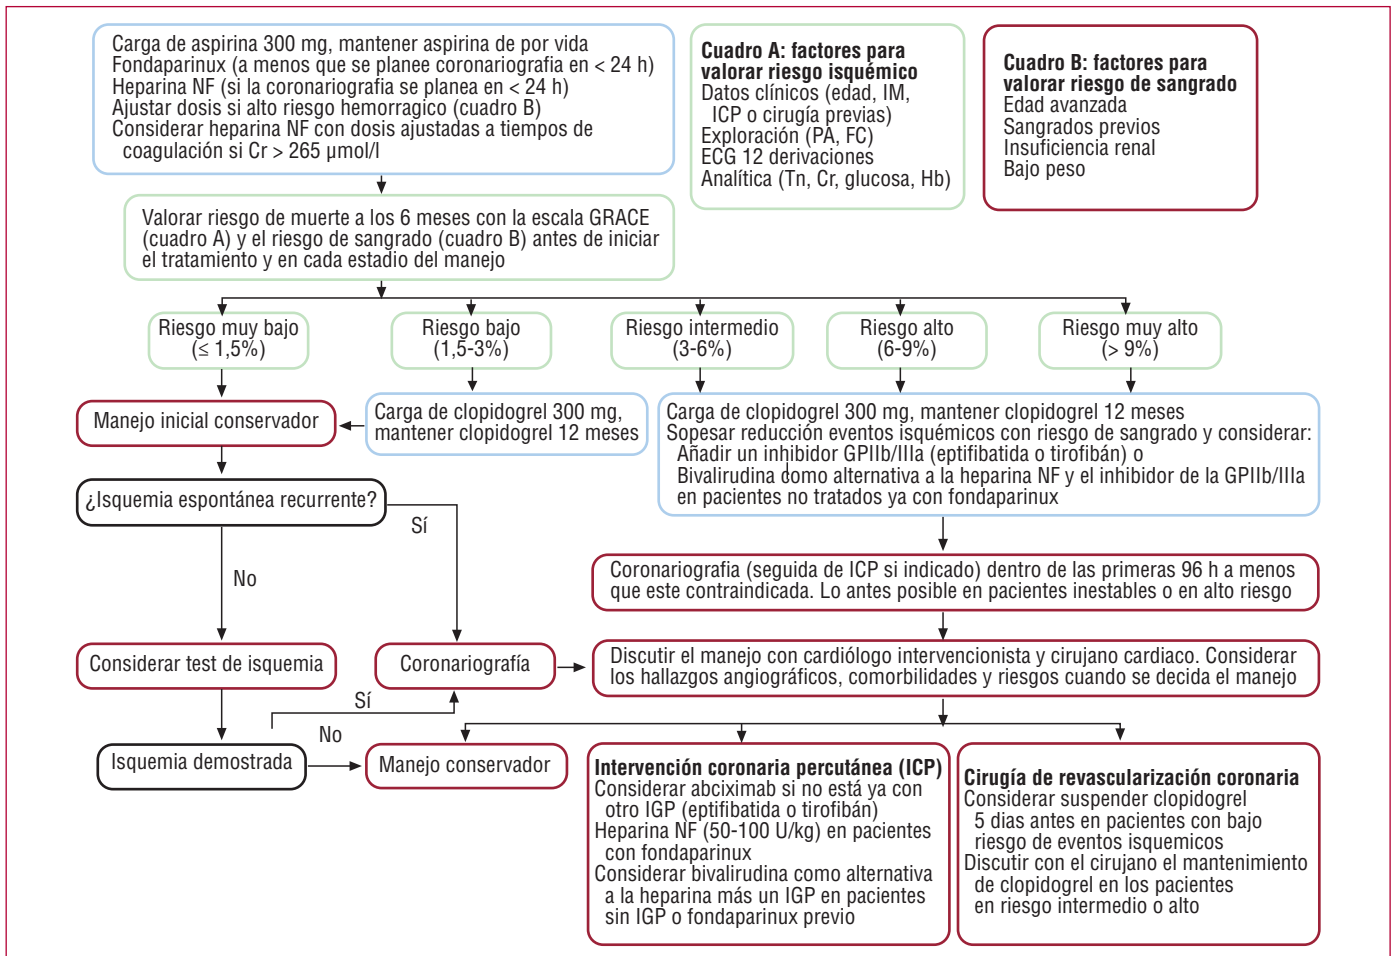 Carga de aspirina 300 mg, mantener aspirina de por vida
Fondaparinux (a menos que se planee coronariografia en < 24 h)
Heparina NF (si la coronariografia se planea en < 24 h)
Ajustar dosis si alto riesgo hemorragico (cuadro B)
Considerar heparina NF con dosis ajustadas a tiempos de
coagulación si Cr > 265 µmol/l
Cuadro A: factores para
valorar riesgo isquémico
Datos clínicos (edad, IM,
ICP o cirugía previas)
Exploración (PA, FC)
ECG 12 derivaciones
Analítica (Tn, Cr, glucosa, Hb)
Cuadro B: factores para
valorar riesgo de sangrado
Edad avanzada
Sangrados previos
Insuficiencia renal
Bajo peso
Valorar riesgo de muerte a los 6 meses con la escala GRACE
(cuadro A) y el riesgo de sangrado (cuadro B) antes de iniciar
el tratamiento y en cada estadio del manejo
Riesgo muy bajo
(≤ 1,5%)
Riesgo bajo
(1,5-3%)
Riesgo intermedio
(3-6%)
Riesgo alto
(6-9%)
Riesgo muy alto
(> 9%)
Manejo inicial conservador
Carga de clopidogrel 300 mg,
mantener clopidogrel 12 meses
Carga de clopidogrel 300 mg, mantener clopidogrel 12 meses
Sopesar reducción eventos isquémicos con riesgo de sangrado y considerar:
Añadir un inhibidor GPIIb/IIIa (eptifibatida o tirofibán) o
Bivalirudina como alternativa a la heparina NF y el inhibidor de la GPIIb/IIIa
en pacientes no tratados ya con fondaparinux
¿Isquemia espontánea recurrente?
Sí
No
Coronariografia (seguida de ICP si indicado) dentro de las primeras 96 h a menos
que este contraindicada. Lo antes posible en pacientes inestables o en alto riesgo
Considerar test de isquemia
Coronariografía
Discutir el manejo con cardiólogo intervencionista y cirujano cardiaco. Considerar
los hallazgos angiográficos, comorbilidades y riesgos cuando se decida el manejo
Sí
No
Isquemia demostrada
Manejo conservador
Intervención coronaria percutánea (ICP)
Considerar abciximab si no está ya con
otro IGP (eptifibatida o tirofibán)
Heparina NF (50-100 U/kg) en pacientes
con fondaparinux
Considerar bivalirudina como alternativa
a la heparina más un IGP en pacientes
sin IGP o fondaparinux previo
Cirugía de revascularización coronaria
Considerar suspender clopidogrel
5 dias antes en pacientes con bajo
riesgo de eventos isquemicos
Discutir con el cirujano el mantenimiento
de clopidogrel en los pacientes
en riesgo intermedio o alto